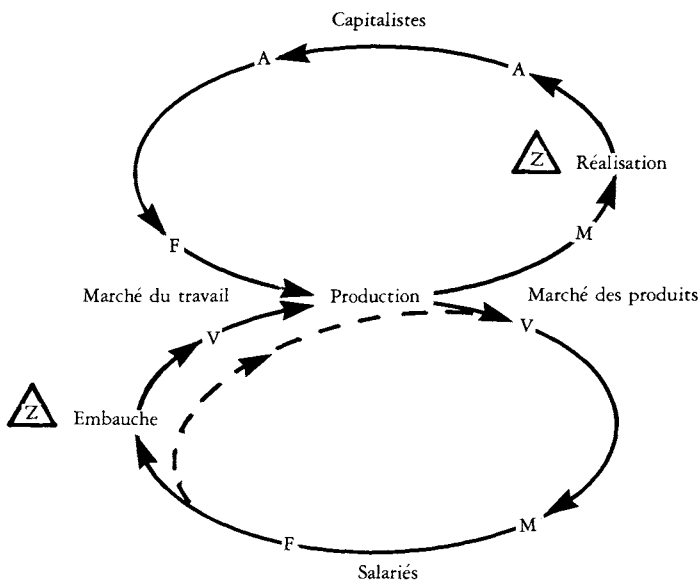 Capitalistes
A
A
Z
Réalisation
F
M
Marché du travail
Production
Marché des produits
V
V
Z
Embauche
F
M
Salariés